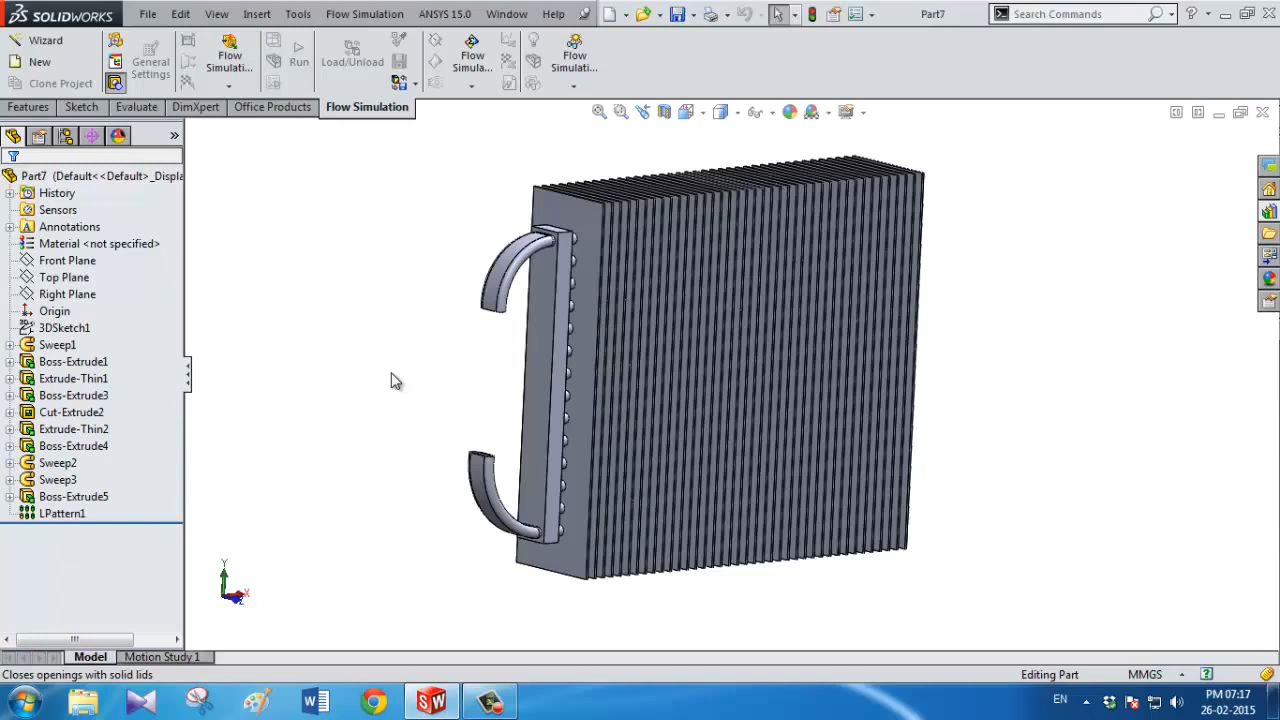 SOLIDWORKS File Edit View Insert Tools Flow Simulation ANSYS 15.0 Window Help Part7 Search Commands
Wizard
New
Clone Project
General Settings
Flow Simulati...
Run
Load/Unload
Flow Simula...
Flow Simulati...
Features Sketch Evaluate DimXpert Office Products Flow Simulation
Part7 (Default<<Default>_Displa
History
Sensors
Annotations
Material <not specified>
Front Plane
Top Plane
Right Plane
Origin
3DSketch1
Sweep1
Boss-Extrude1
Extrude-Thin1
Boss-Extrude3
Cut-Extrude2
Extrude-Thin2
Boss-Extrude4
Sweep2
Sweep3
Boss-Extrude5
LPattern1
Y
X
Z
Model Motion Study 1
Closes openings with solid lids Editing Part MMGS
EN PM 07:17
26-02-2015